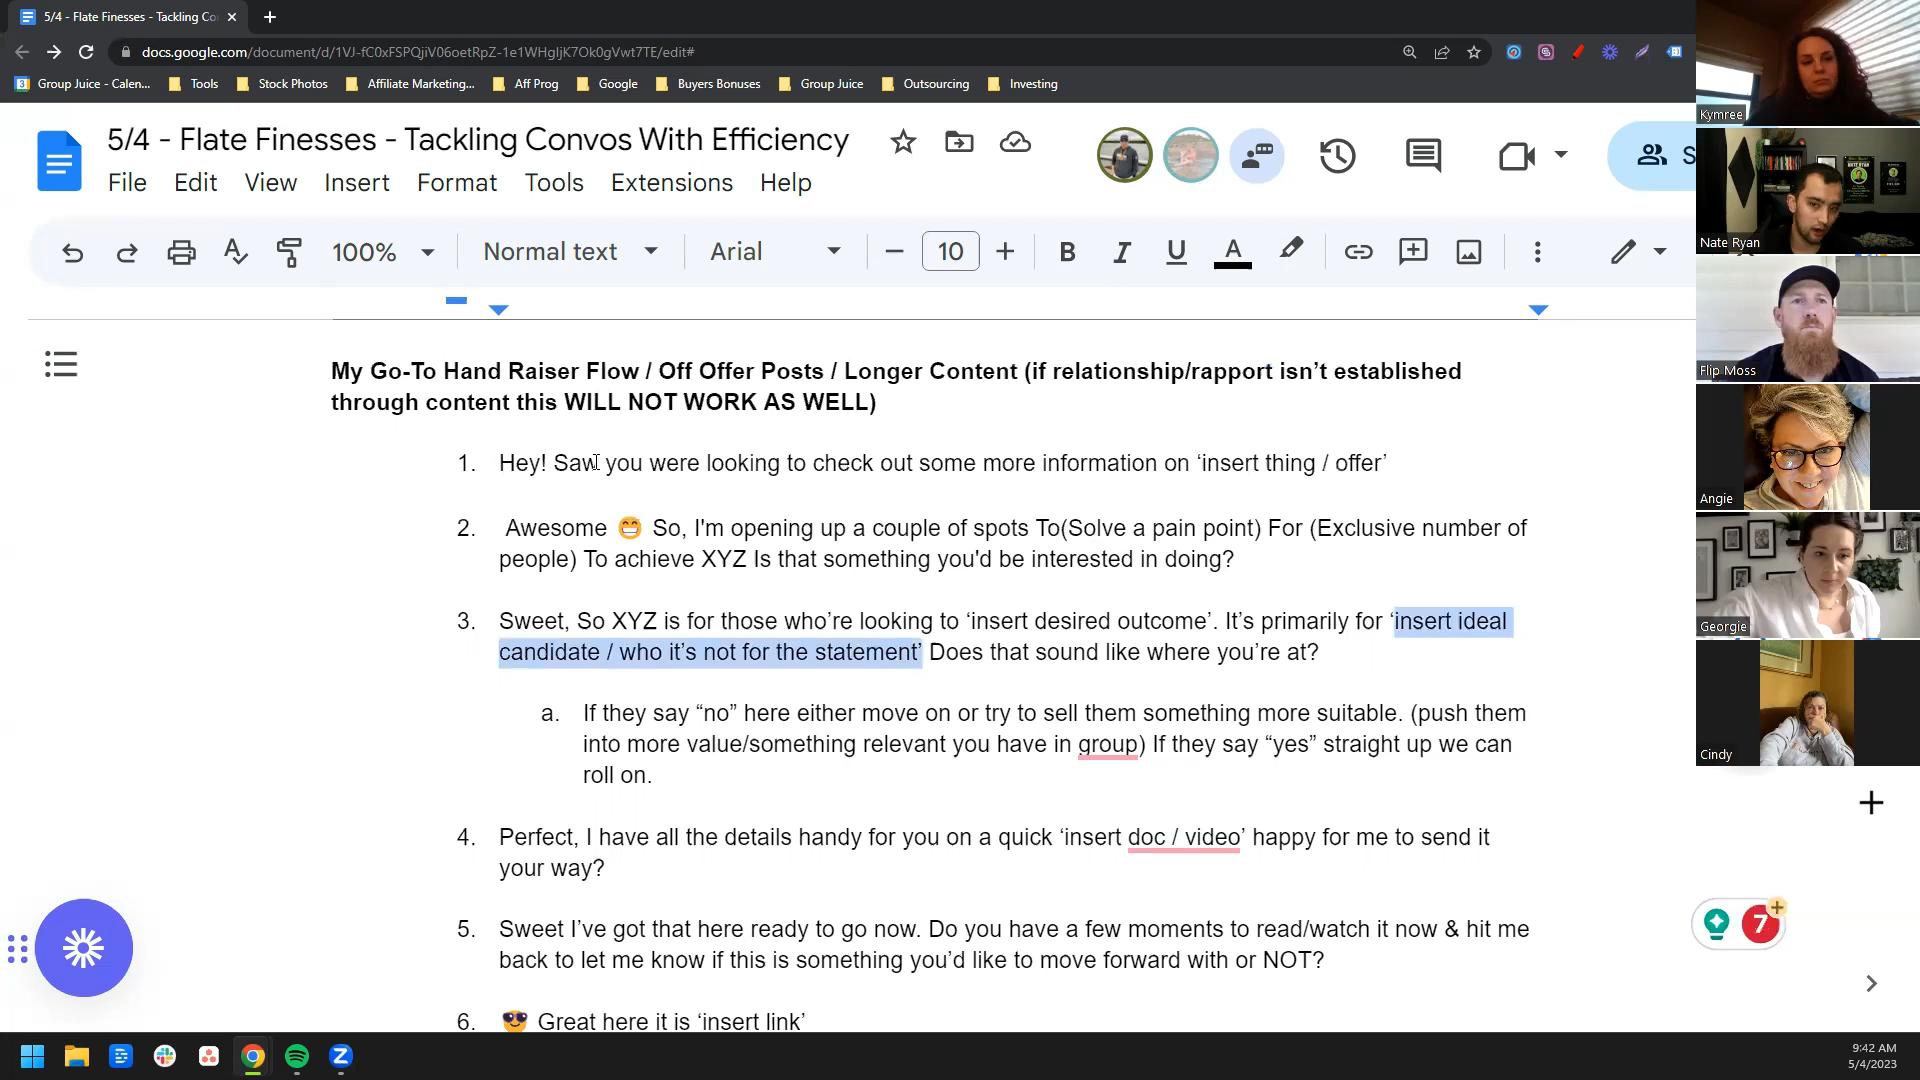 5/4 - Flate Finesses - Tackling Co
docs.google.com/document/d/1VJ-fC0xFSPQjiV06oetRpZ-1e1WHgIjK7Ok0gVwt7TE/edit#
Group Juice - Calen... Tools Stock Photos Affiliate Marketing... Aff Prog Google Buyers Bonuses Group Juice Outsourcing Investing
5/4 - Flate Finesses - Tackling Convos With Efficiency
S
File Edit View Insert Format Tools Extensions Help
100% Normal text Arial 10 B I U A
My Go-To Hand Raiser Flow / Off Offer Posts / Longer Content (if relationship/rapport isn’t established
through content this WILL NOT WORK AS WELL)
1. Hey! Saw you were looking to check out some more information on ‘insert thing / offer’
2. Awesome 😁 So, I'm opening up a couple of spots To(Solve a pain point) For (Exclusive number of
people) To achieve XYZ Is that something you'd be interested in doing?
3. Sweet, So XYZ is for those who’re looking to ‘insert desired outcome’. It’s primarily for ‘insert ideal
candidate / who it’s not for the statement’ Does that sound like where you’re at?
a. If they say “no” here either move on or try to sell them something more suitable. (push them
into more value/something relevant you have in group) If they say “yes” straight up we can
roll on.
4. Perfect, I have all the details handy for you on a quick ‘insert doc / video’ happy for me to send it
your way?
5. Sweet I’ve got that here ready to go now. Do you have a few moments to read/watch it now & hit me
back to let me know if this is something you’d like to move forward with or NOT?
6. 😎 Great here it is ‘insert link’
Kymree
Nate Ryan
Flip Moss
Angie
Georgie
Cindy
7
9:42 AM
5/4/2023